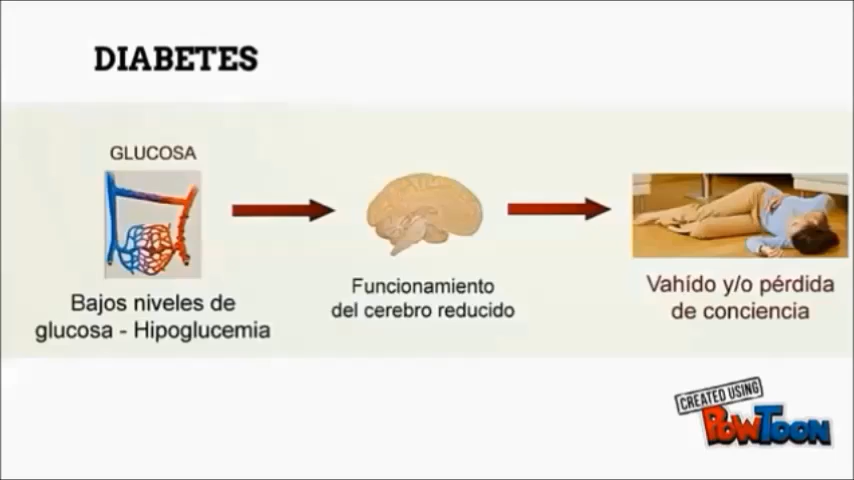 DIABETES
GLUCOSA
Bajos niveles de
glucosa - Hipoglucemia
Funcionamiento
del cerebro reducido
Vahído y/o pérdida
de conciencia
CREATED USING
POWTOON